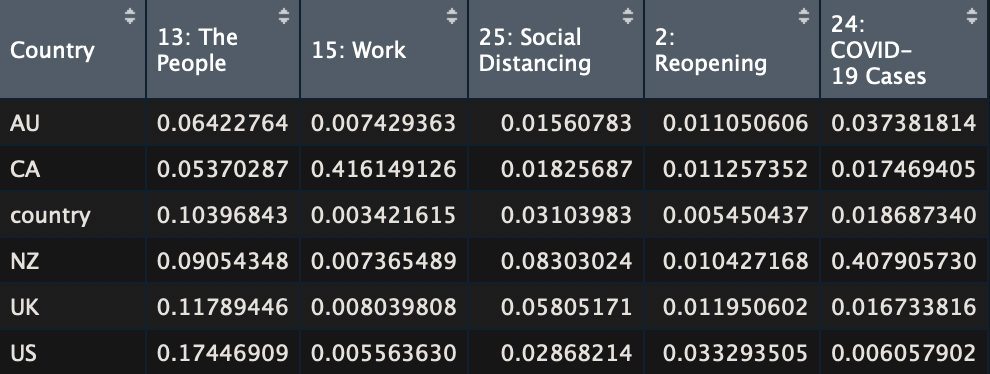 Country 13: The People 15: Work 25: Social Distancing 2: Reopening 24: COVID-19 Cases
AU 0.06422764 0.007429363 0.01560783 0.011050606 0.037381814
CA 0.05370287 0.416149126 0.01825687 0.011257352 0.017469405
country 0.10396843 0.003421615 0.03103983 0.005450437 0.018687340
NZ 0.09054348 0.007365489 0.08303024 0.010427168 0.407905730
UK 0.11789446 0.008039808 0.05805171 0.011950602 0.016733816
US 0.17446909 0.005563630 0.02868214 0.033293505 0.006057902